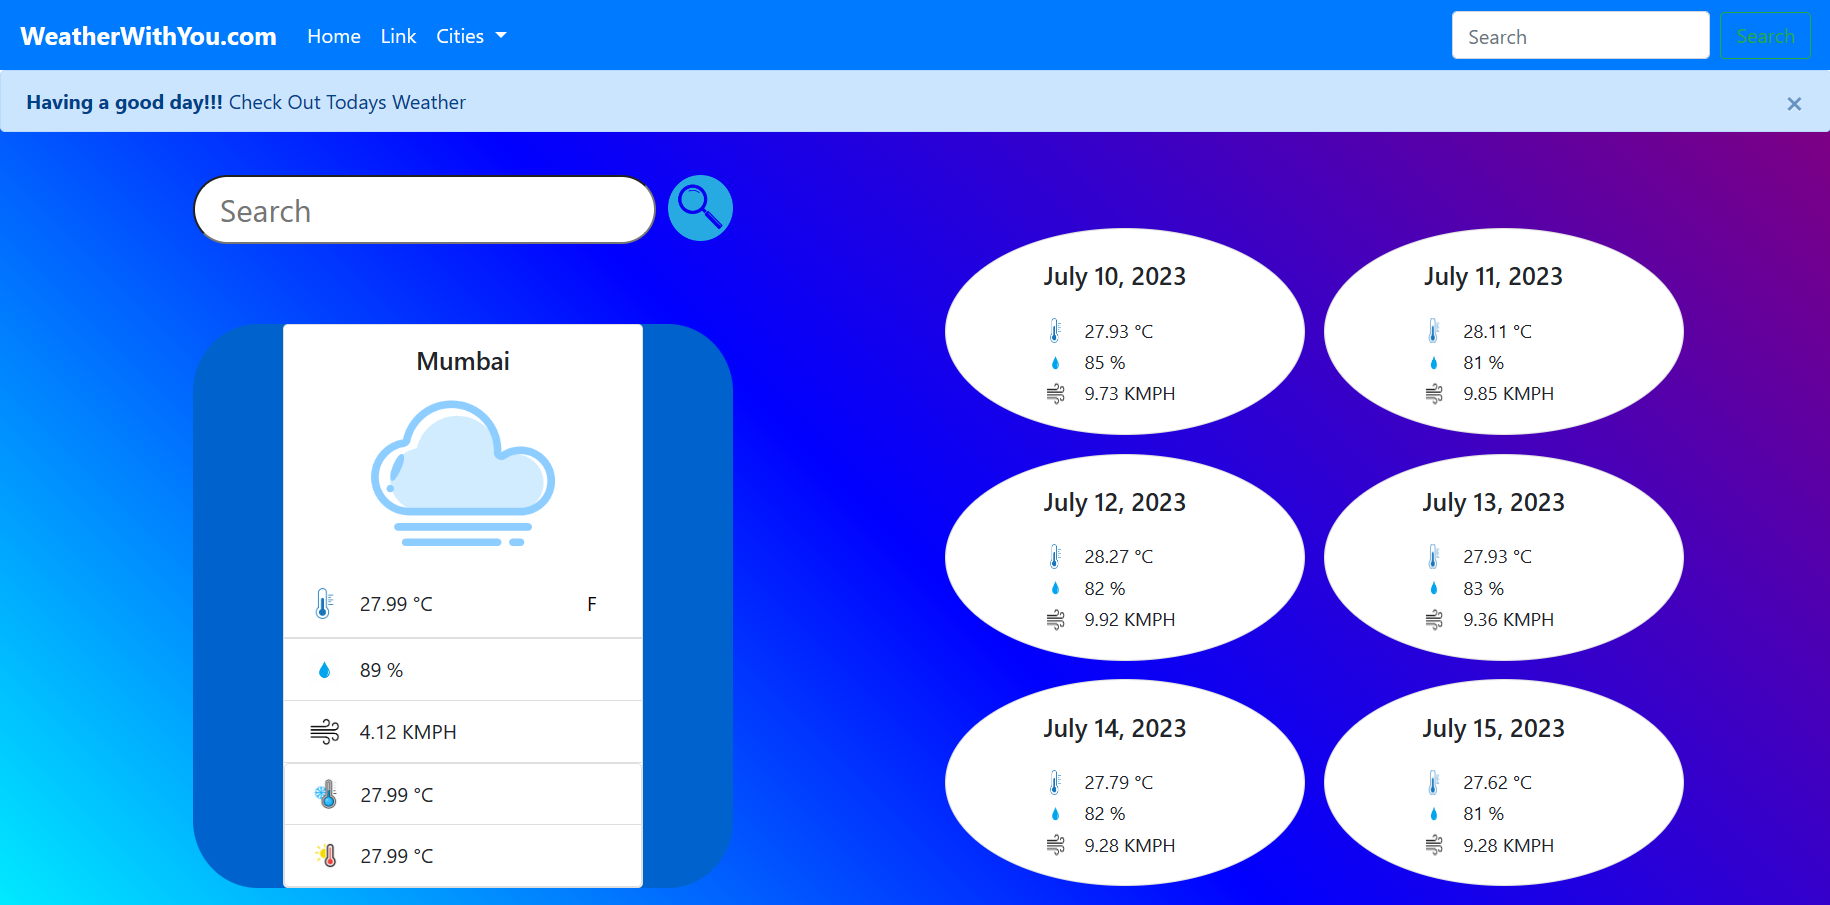 WeatherWithYou.com Home Link Cities Search Search
Having a good day!!! Check Out Todays Weather ×
Search
Mumbai
27.99 °C F
89 %
4.12 KMPH
27.99 °C
27.99 °C
July 10, 2023
27.93 °C
85 %
9.73 KMPH
July 11, 2023
28.11 °C
81 %
9.85 KMPH
July 12, 2023
28.27 °C
82 %
9.92 KMPH
July 13, 2023
27.93 °C
83 %
9.36 KMPH
July 14, 2023
27.79 °C
82 %
9.28 KMPH
July 15, 2023
27.62 °C
81 %
9.28 KMPH